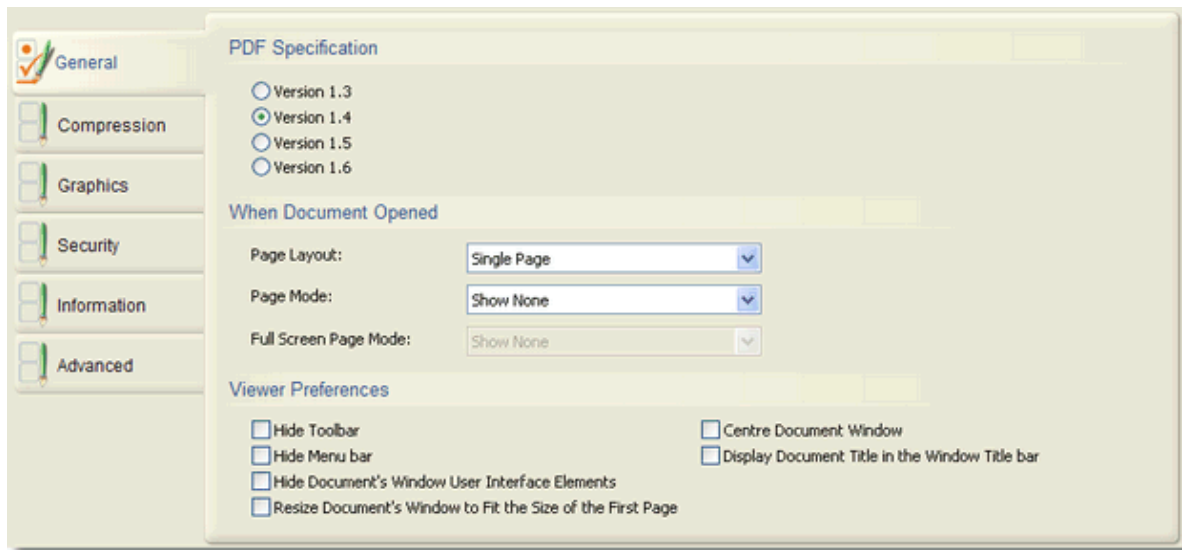 General
Compression
Graphics
Security
Information
Advanced
PDF Specification
Version 1.3
Version 1.4
Version 1.5
Version 1.6
When Document Opened
Page Layout: Single Page
Page Mode: Show None
Full Screen Page Mode: Show None
Viewer Preferences
Hide Toolbar
Hide Menu bar
Hide Document's Window User Interface Elements
Resize Document's Window to Fit the Size of the First Page
Centre Document Window
Display Document Title in the Window Title bar